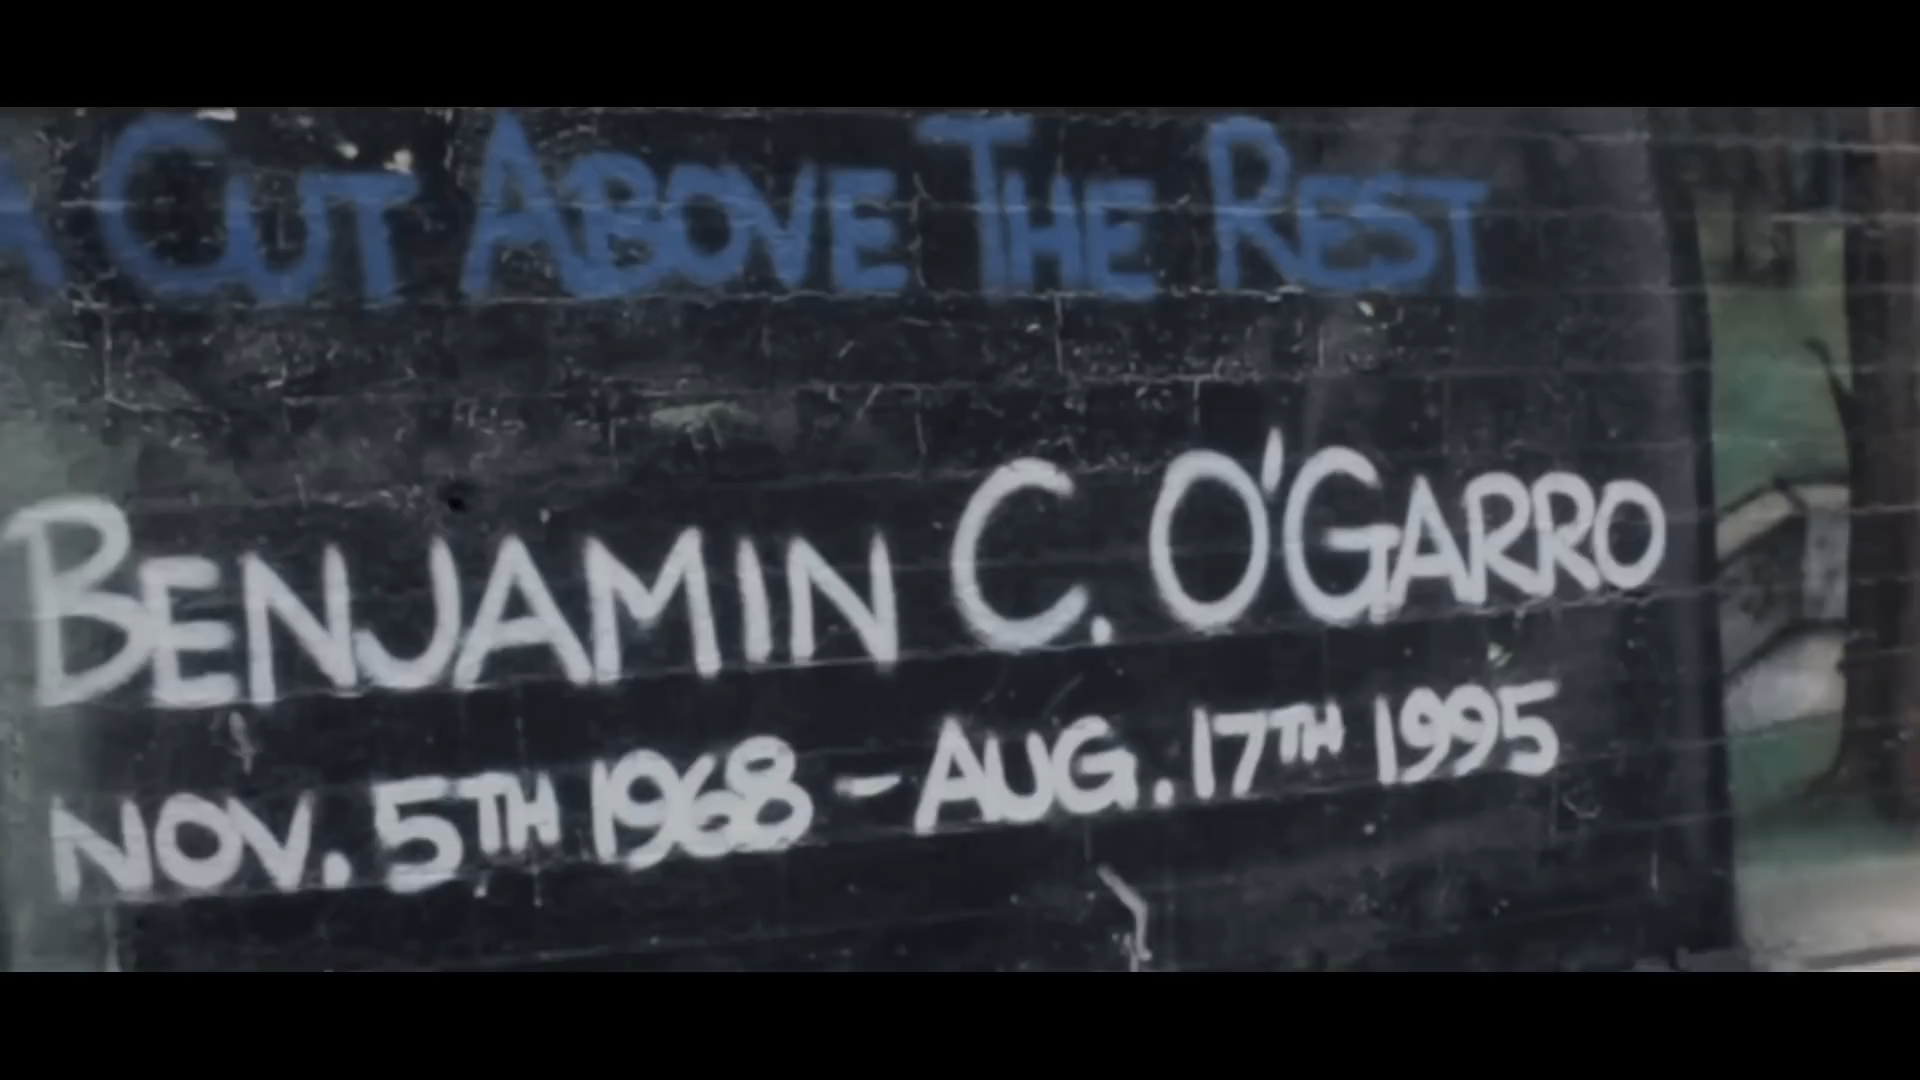 A CUT ABOVE THE REST
BENJAMIN C. O'GARRO
NOV. 5TH 1968 - AUG. 17TH 1995